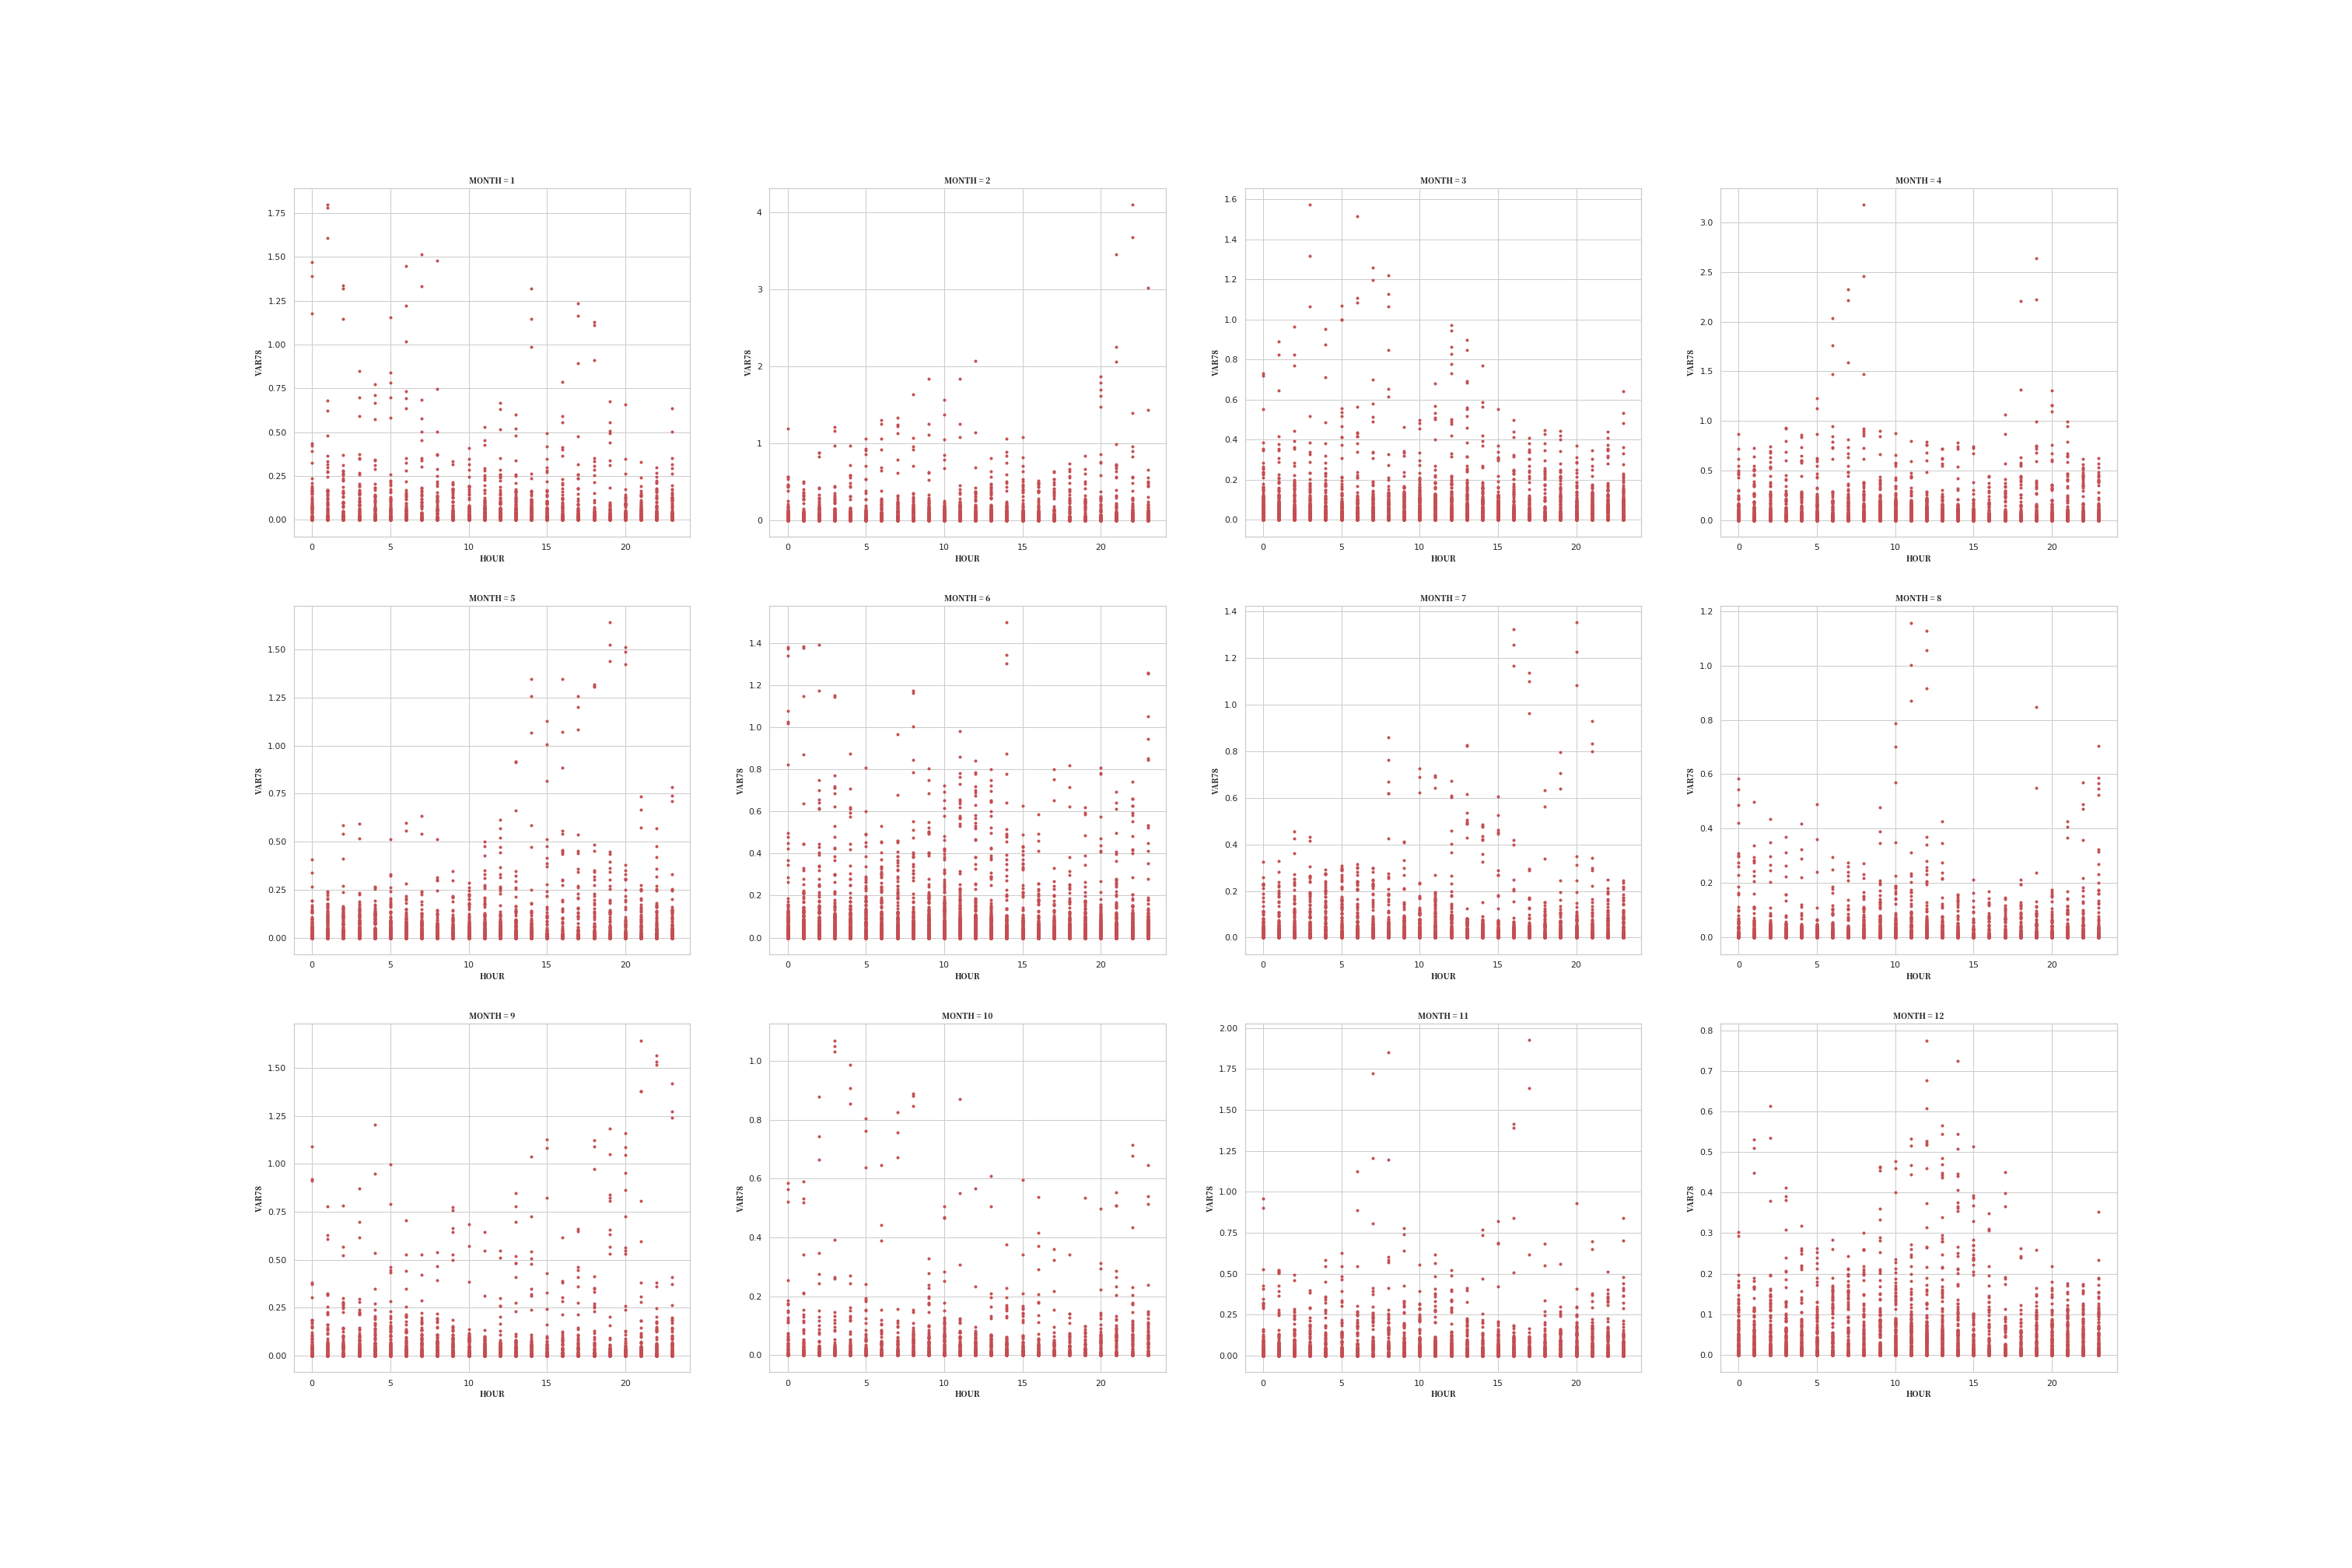 MONTH = 1
1.75
1.50
1.25
1.00
0.75
0.50
0.25
0.00
VAR78
0 5 10 15 20
HOUR
MONTH = 2
4
3
2
1
0
VAR78
0 5 10 15 20
HOUR
MONTH = 3
1.6
1.4
1.2
1.0
0.8
0.6
0.4
0.2
0.0
VAR78
0 5 10 15 20
HOUR
MONTH = 4
3.0
2.5
2.0
1.5
1.0
0.5
0.0
VAR78
0 5 10 15 20
HOUR
MONTH = 5
1.50
1.25
1.00
0.75
0.50
0.25
0.00
VAR78
0 5 10 15 20
HOUR
MONTH = 6
1.4
1.2
1.0
0.8
0.6
0.4
0.2
0.0
VAR78
0 5 10 15 20
HOUR
MONTH = 7
1.4
1.2
1.0
0.8
0.6
0.4
0.2
0.0
VAR78
0 5 10 15 20
HOUR
MONTH = 8
1.2
1.0
0.8
0.6
0.4
0.2
0.0
VAR78
0 5 10 15 20
HOUR
MONTH = 9
1.50
1.25
1.00
0.75
0.50
0.25
0.00
VAR78
0 5 10 15 20
HOUR
MONTH = 10
1.0
0.8
0.6
0.4
0.2
0.0
VAR78
0 5 10 15 20
HOUR
MONTH = 11
2.00
1.75
1.50
1.25
1.00
0.75
0.50
0.25
0.00
VAR78
0 5 10 15 20
HOUR
MONTH = 12
0.8
0.7
0.6
0.5
0.4
0.3
0.2
0.1
0.0
VAR78
0 5 10 15 20
HOUR